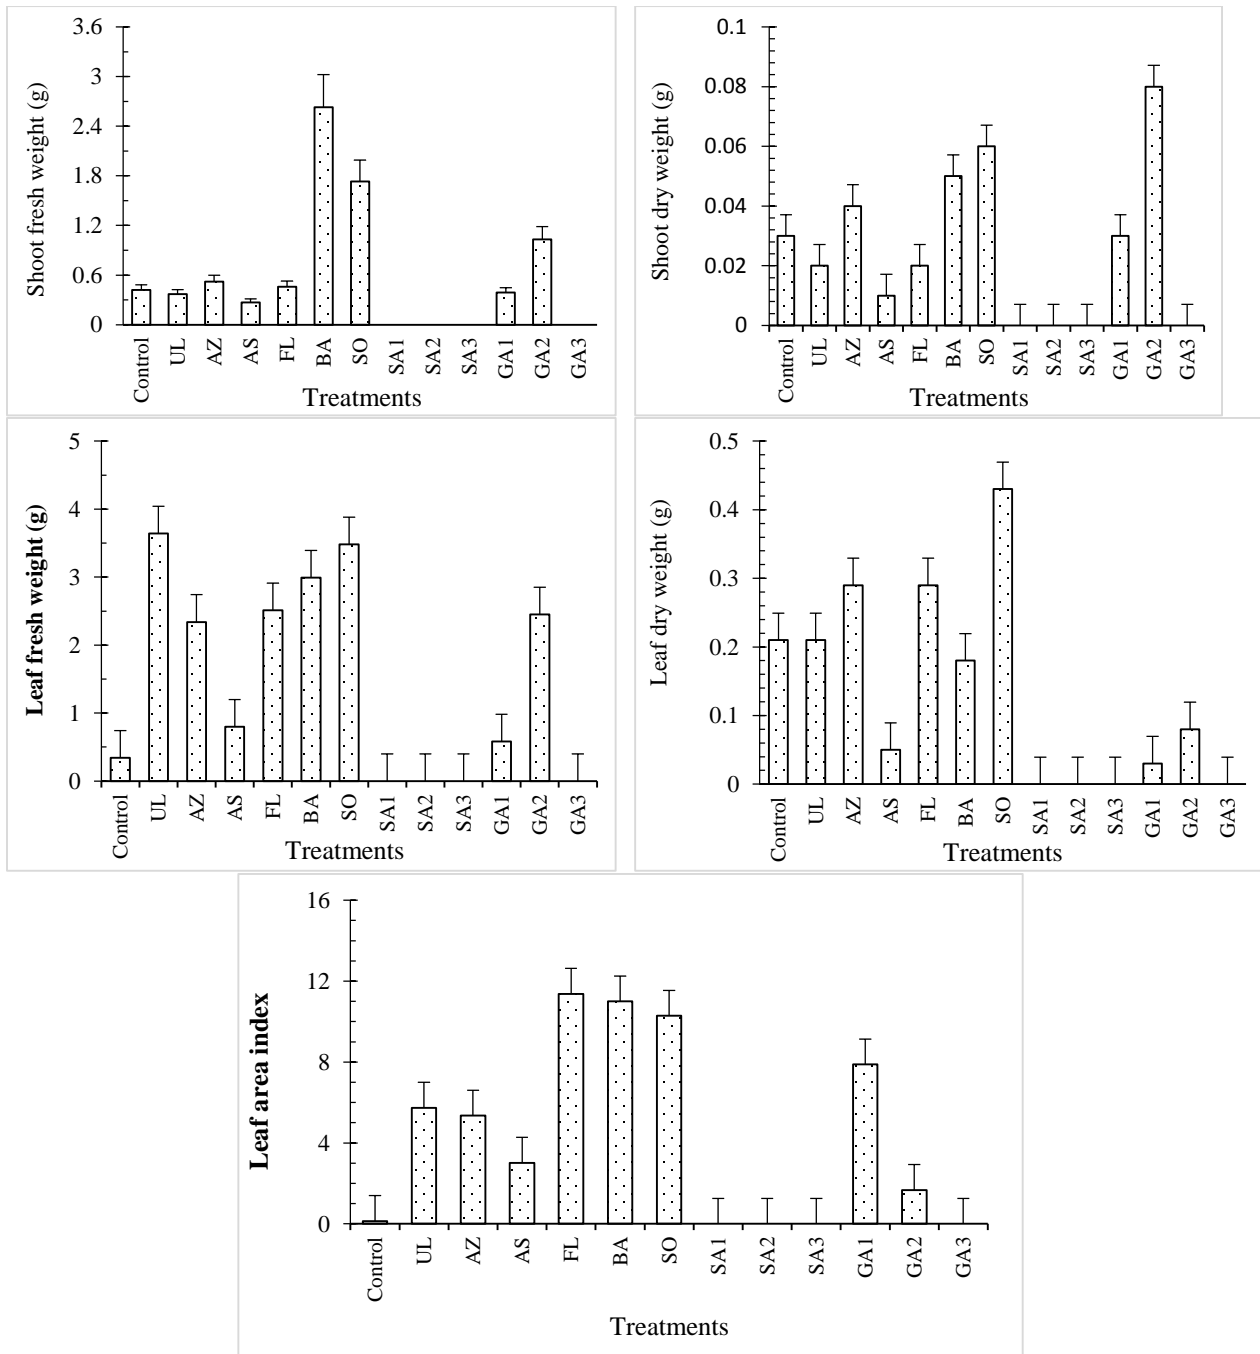 Shoot fresh weight (g)
3.6
3
2.4
1.8
1.2
0.6
0
Control UL AZ AS FL BA SO SA1 SA2 SA3 GA1 GA2 GA3
Treatments
Shoot dry weight (g)
0.1
0.08
0.06
0.04
0.02
0
Control UL AZ AS FL BA SO SA1 SA2 SA3 GA1 GA2 GA3
Treatments
Leaf fresh weight (g)
5
4
3
2
1
0
Control UL AZ AS FL BA SO SA1 SA2 SA3 GA1 GA2 GA3
Treatments
Leaf dry weight (g)
0.5
0.4
0.3
0.2
0.1
0
Control UL AZ AS FL BA SO SA1 SA2 SA3 GA1 GA2 GA3
Treatments
Leaf area index
16
12
8
4
0
Control UL AZ AS FL BA SO SA1 SA2 SA3 GA1 GA2 GA3
Treatments